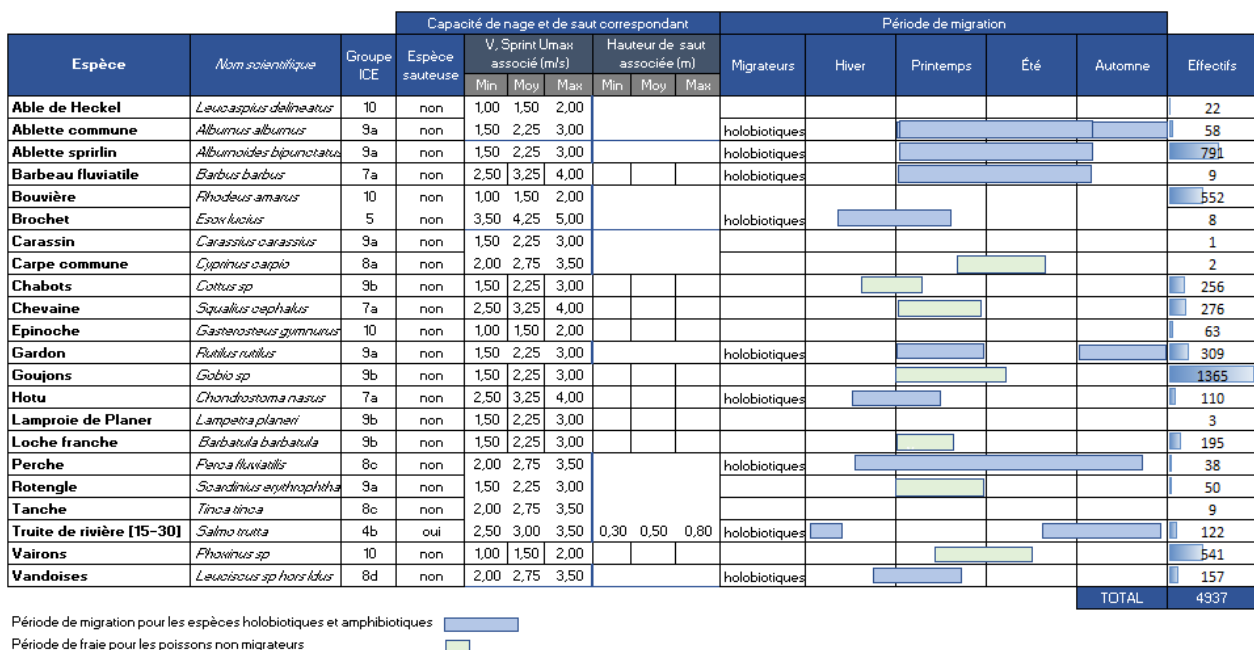 Capacité de nage et de saut correspondant Période de migration
Espèce Nom scientifique Groupe ICE Espèce sauteuse V, Sprint Umax associé (m/s) Hauteur de saut associée (m) Migrateurs Hiver Printemps Été Automne Effectifs
Min Moy Max Min Moy Max
Able de Heckel Leucaspius delineatus 10 non 1,00 1,50 2,00 22
Ablette commune Alburnus alburnus 9a non 1,50 2,25 3,00 holobiotiques 58
Ablette sprirlin Alburnoides bipunctatus 9a non 1,50 2,25 3,00 holobiotiques 791
Barbeau fluviatile Barbus barbus 7a non 2,50 3,25 4,00 holobiotiques 9
Bouvière Rhodeus amarus 10 non 1,00 1,50 2,00 552
Brochet Esox lucius 5 non 3,50 4,25 5,00 holobiotiques 8
Carassin Carassius carassius 9a non 1,50 2,25 3,00 1
Carpe commune Cyprinus carpio 8a non 2,00 2,75 3,50 2
Chabots Cottus sp 9b non 1,50 2,25 3,00 256
Chevaine Squalius cephalus 7a non 2,50 3,25 4,00 276
Epinoche Gasterosteus gymnurus 10 non 1,00 1,50 2,00 63
Gardon Rutilus rutilus 9a non 1,50 2,25 3,00 holobiotiques 309
Goujons Gobio sp 9b non 1,50 2,25 3,00 1365
Hotu Chondrostoma nasus 7a non 2,50 3,25 4,00 holobiotiques 110
Lamproie de Planer Lampetra planeri 9b non 1,50 2,25 3,00 3
Loche franche Barbatula barbatula 9b non 1,50 2,25 3,00 195
Perche Perca fluviatilis 8c non 2,00 2,75 3,50 holobiotiques 38
Rotengle Scardinius erythrophtha 9a non 1,50 2,25 3,00 50
Tanche Tinca tinca 8c non 2,00 2,75 3,50 9
Truite de rivière [15-30] Salmo trutta 4b oui 2,50 3,00 3,50 0,30 0,50 0,80 holobiotiques 122
Vairons Phoxinus sp 10 non 1,00 1,50 2,00 541
Vandoises Leuciscus sp hors Idus 8d non 2,00 2,75 3,50 holobiotiques 157
TOTAL 4937
Période de migration pour les espèces holobiotiques et amphibiotiques
Période de fraie pour les poissons non migrateurs